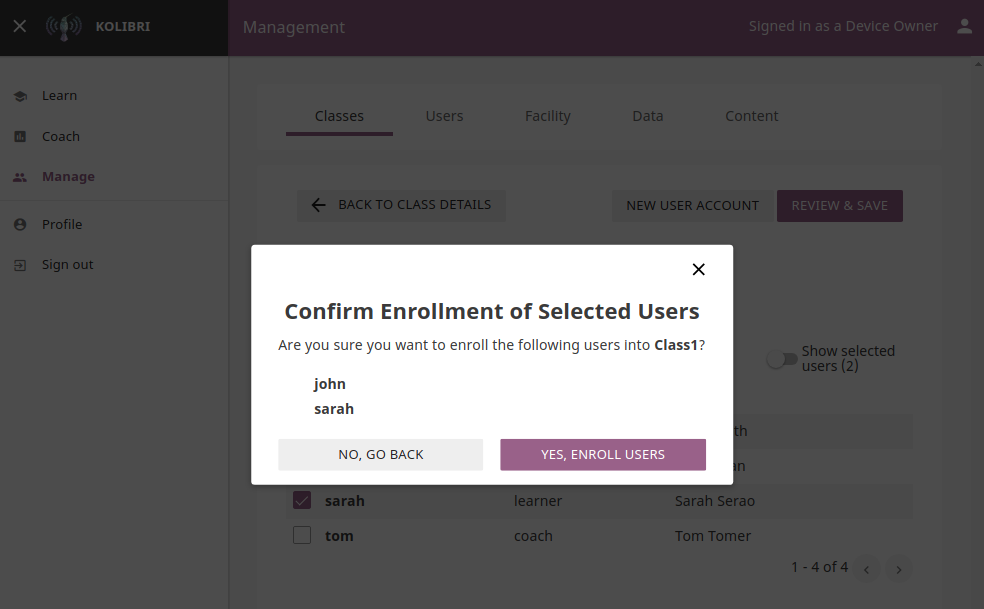 KOLIBRI
Management
Signed in as a Device Owner
Learn
Coach
Manage
Profile
Sign out
Classes
Users
Facility
Data
Content
BACK TO CLASS DETAILS
NEW USER ACCOUNT
REVIEW & SAVE
Confirm Enrollment of Selected Users
Are you sure you want to enroll the following users into Class1?
john
sarah
NO, GO BACK
YES, ENROLL USERS
Show selected
users (2)
th
an
sarah learner Sarah Serao
tom coach Tom Tomer
1 - 4 of 4